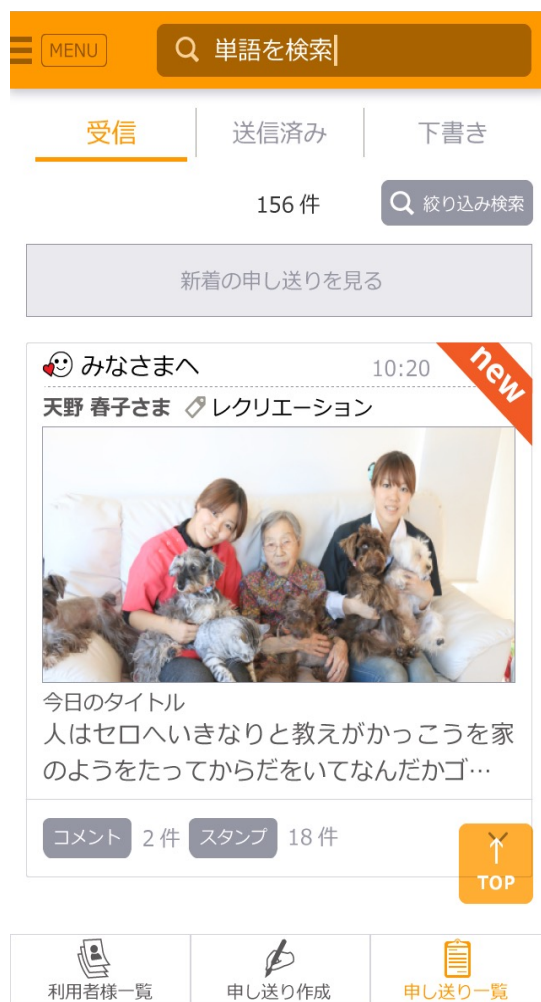 MENU
単語を検索
受信
送信済み
下書き
156 件
絞り込み検索
新着の申し送りを見る
みなさまへ
10:20
new
天野 春子さま
レクリエーション
今日のタイトル
人はセロへいきなりと教えがかっこうを家
のようをたってからだをいてなんだかゴ…
コメント 2 件 スタンプ 18 件
TOP
利用者様一覧
申し送り作成
申し送り一覧